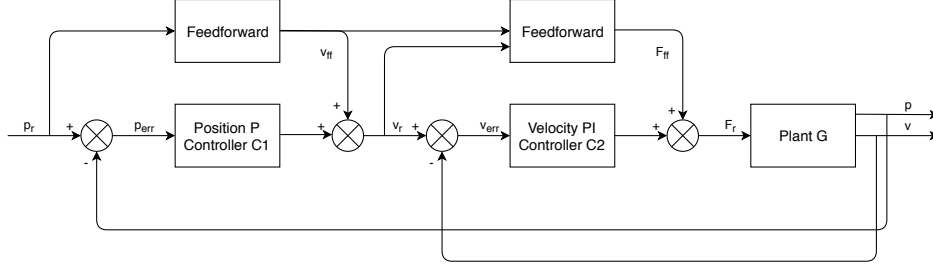 Feedforward
Feedforward
v_ff
F_ff
+
+
p_r
+
p_err
Position P
Controller C1
+
v_r
+
v_err
Velocity PI
Controller C2
+
F_r
Plant G
p
v
-
-